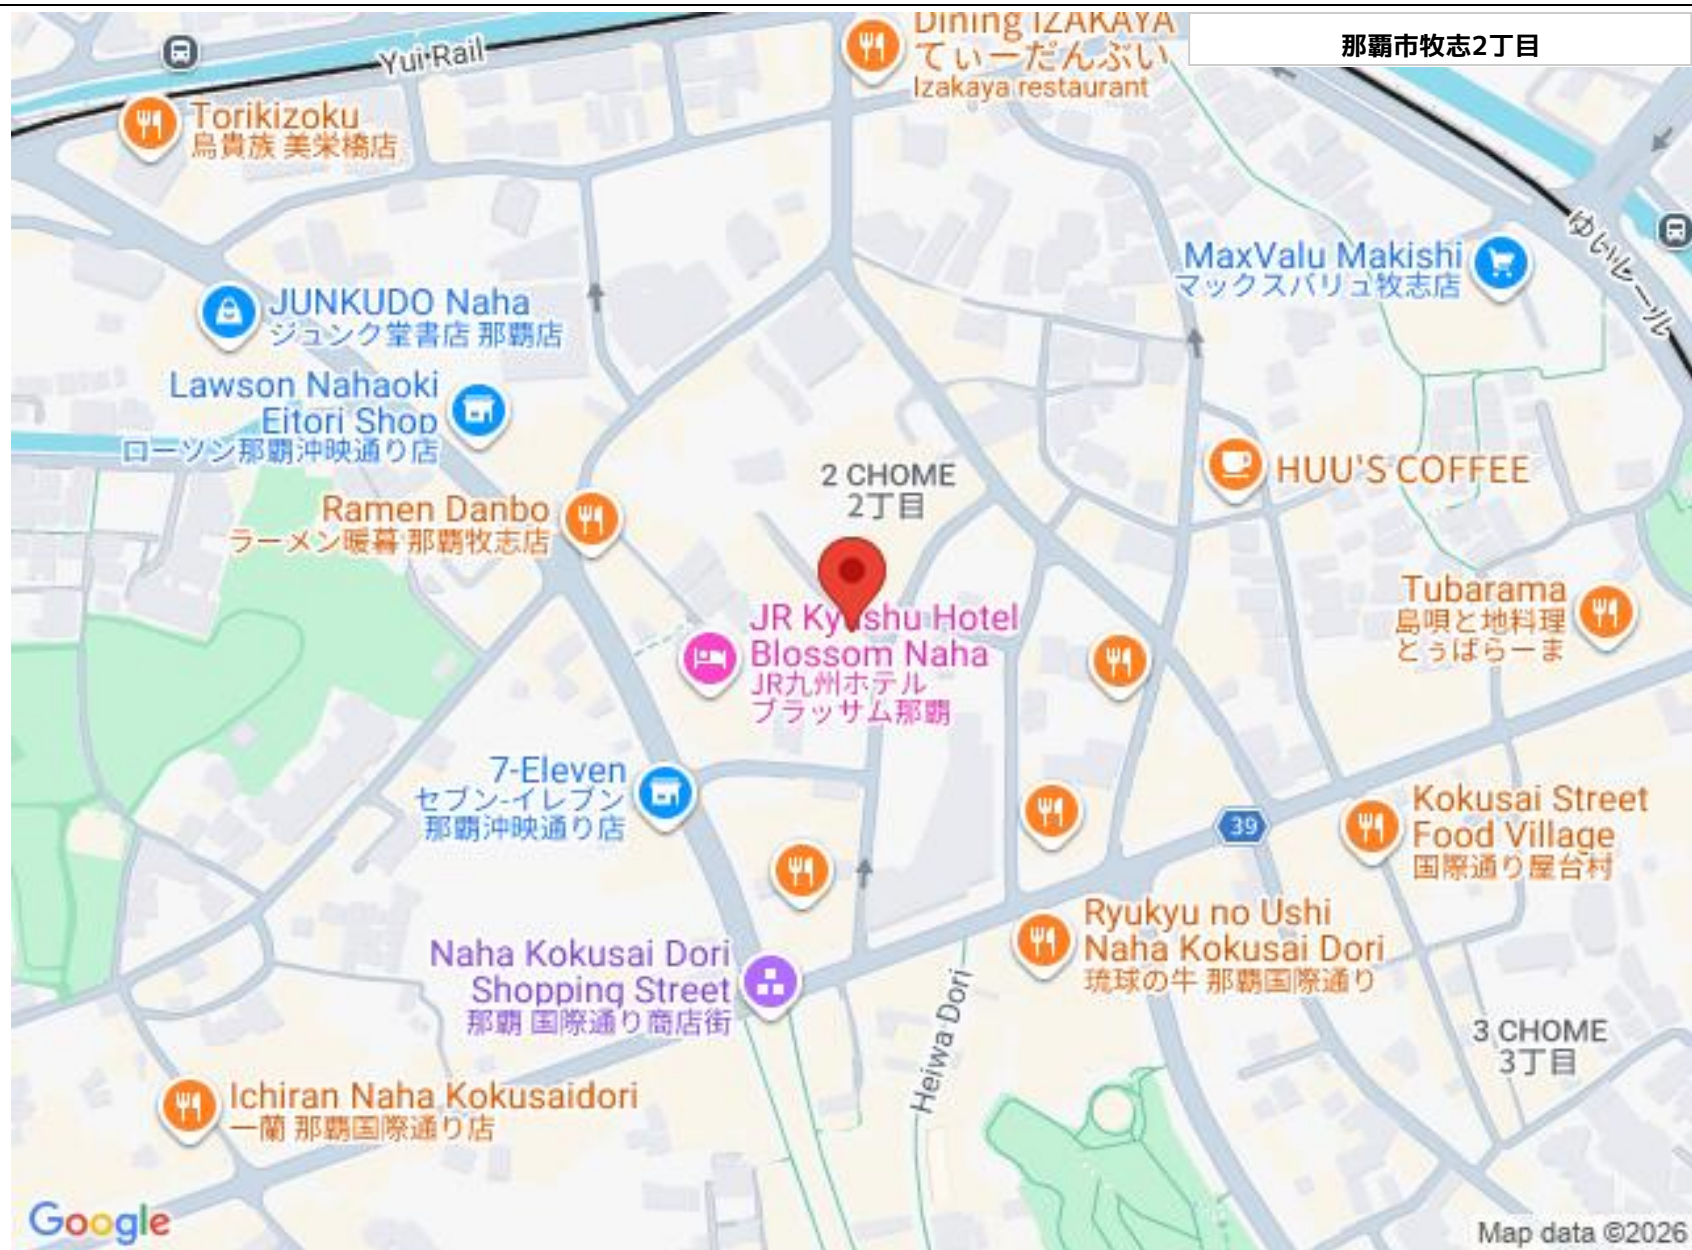 Dining IZAKAYA
てぃーだんぶい
Izakaya restaurant
那覇市牧志2丁目
Yui Rail
Torikizoku
鳥貴族 美栄橋店
ゆいレール
MaxValu Makishi
マックスバリュ牧志店
JUNKUDO Naha
ジュンク堂書店 那覇店
Lawson Nahaoki
Eitori Shop
ローソン那覇沖映通り店
2 CHOME
2丁目
HUU'S COFFEE
Ramen Danbo
ラーメン暖暮 那覇牧志店
Tubarama
島唄と地料理
とぅばらーま
JR Kyushu Hotel
Blossom Naha
JR九州ホテル
ブラッサム那覇
7-Eleven
セブン-イレブン
那覇沖映通り店
39
Kokusai Street
Food Village
国際通り屋台村
Ryukyu no Ushi
Naha Kokusai Dori
琉球の牛 那覇国際通り
Naha Kokusai Dori
Shopping Street
那覇 国際通り商店街
Heiwa Dori
3 CHOME
3丁目
Ichiran Naha Kokusaidori
一蘭 那覇国際通り店
Google
Map data ©2026